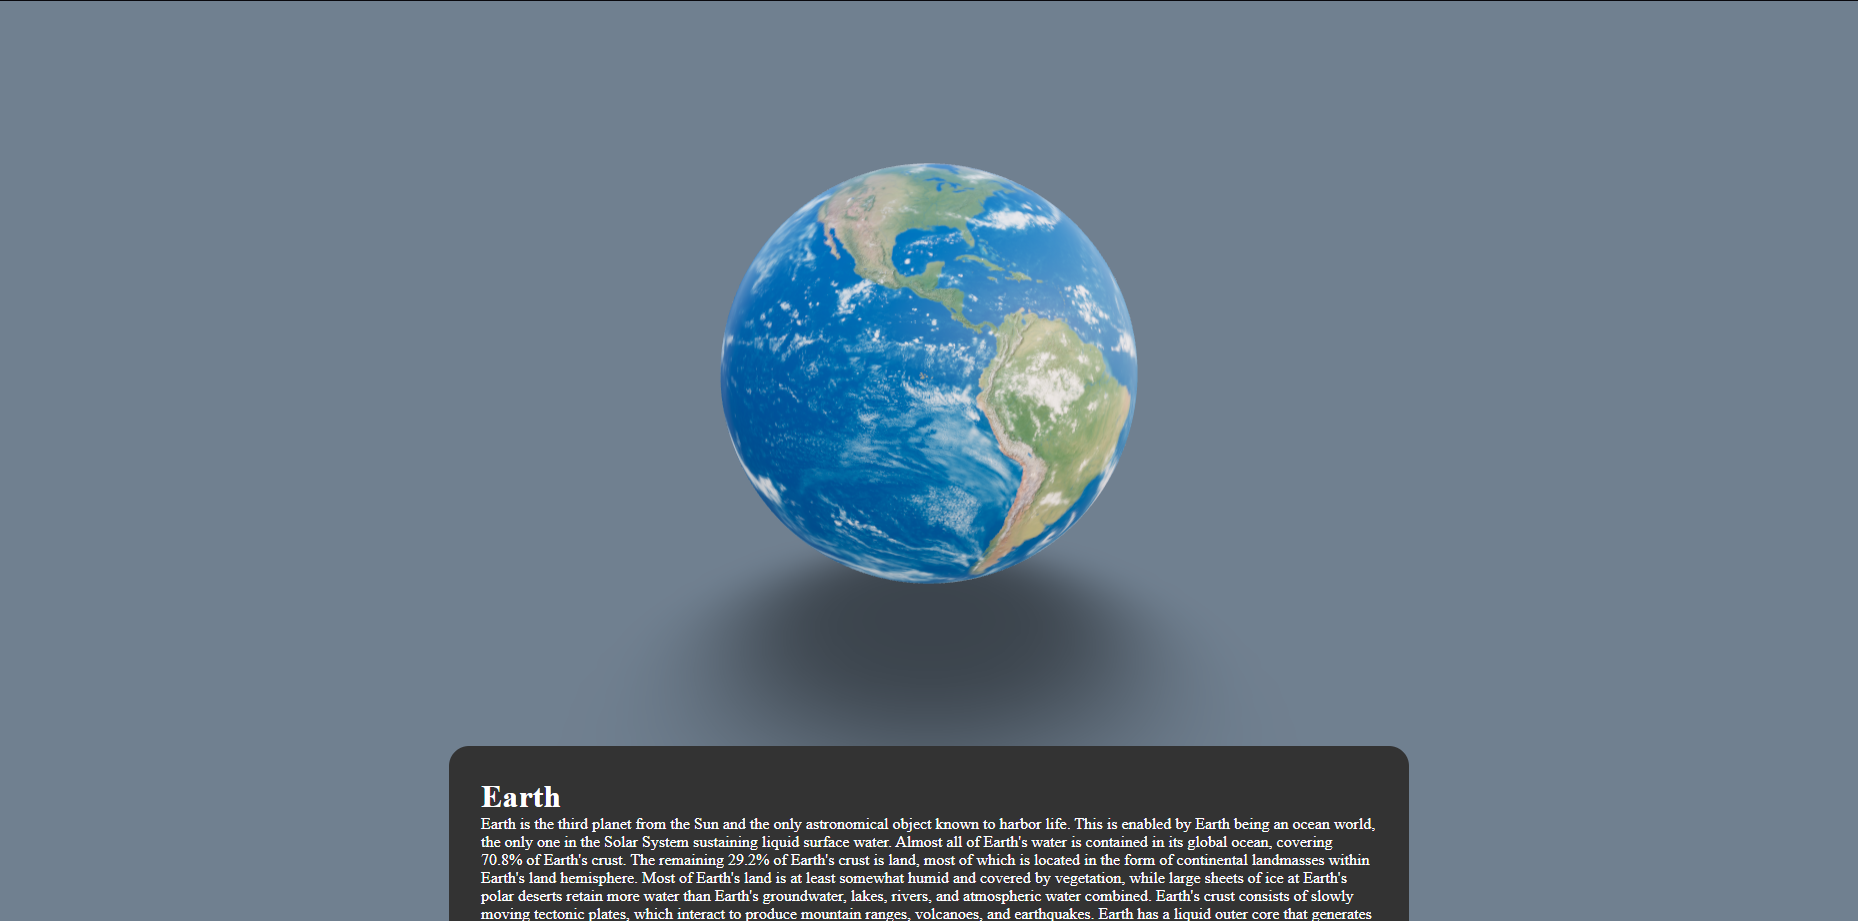 Earth
Earth is the third planet from the Sun and the only astronomical object known to harbor life. This is enabled by Earth being an ocean world,
the only one in the Solar System sustaining liquid surface water. Almost all of Earth's water is contained in its global ocean, covering
70.8% of Earth's crust. The remaining 29.2% of Earth's crust is land, most of which is located in the form of continental landmasses within
Earth's land hemisphere. Most of Earth's land is at least somewhat humid and covered by vegetation, while large sheets of ice at Earth's
polar deserts retain more water than Earth's groundwater, lakes, rivers, and atmospheric water combined. Earth's crust consists of slowly
moving tectonic plates, which interact to produce mountain ranges, volcanoes, and earthquakes. Earth has a liquid outer core that generates